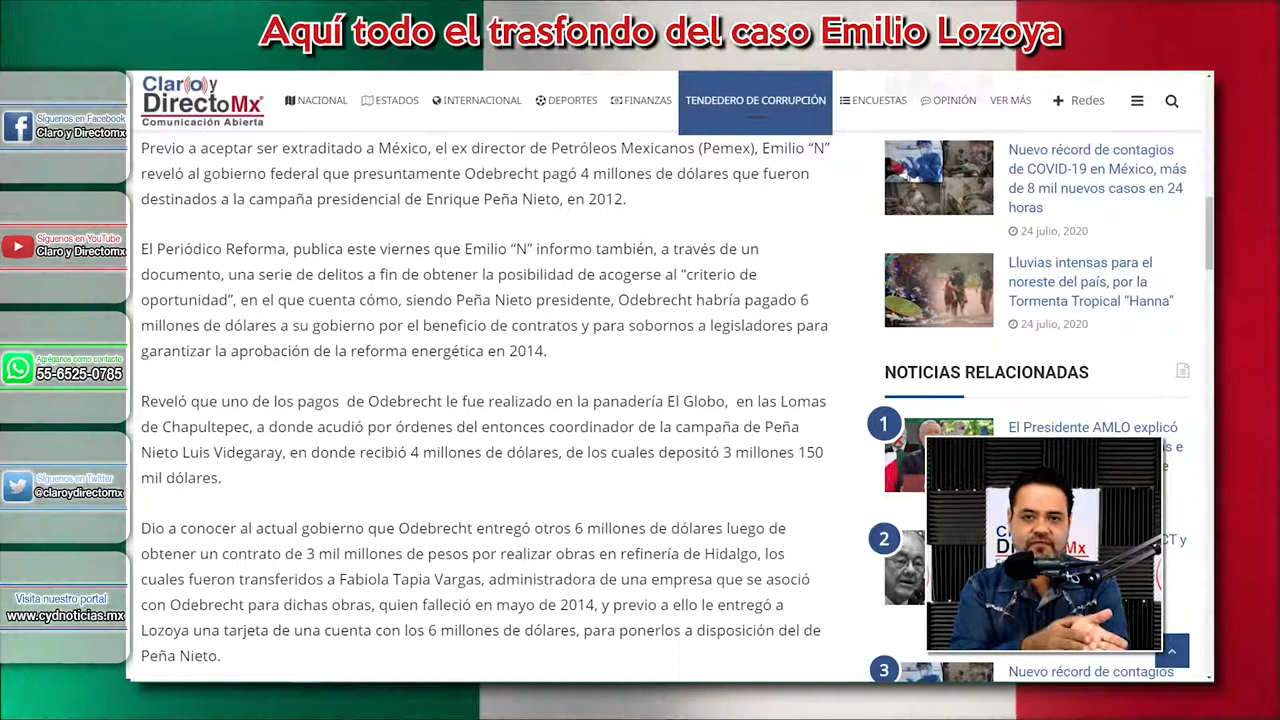 Aquí todo el trasfondo del caso Emilio Lozoya
Claro y
DirectoMx
Comunicación Abierta
NACIONAL
ESTADOS
INTERNACIONAL
DEPORTES
FINANZAS
TENDEDERO DE CORRUPCIÓN
ENCUESTAS
OPINIÓN
VER MÁS
Redes
Síguenos en Facebook
Claro y Directomx
Síguenos en YouTube
Claro y Directomx
Agréganos como contacto
55-6525-0785
Síguenos en Twitter
@claroydirectomx
Visita nuestro portal
www.cydnoticias.mx
Previo a aceptar ser extraditado a México, el ex director de Petróleos Mexicanos (Pemex), Emilio “N”
reveló al gobierno federal que presuntamente Odebrecht pagó 4 millones de dólares que fueron
destinados a la campaña presidencial de Enrique Peña Nieto, en 2012.
El Periódico Reforma, publica este viernes que Emilio “N” informo también, a través de un
documento, una serie de delitos a fin de obtener la posibilidad de acogerse al “criterio de
oportunidad”, en el que cuenta cómo, siendo Peña Nieto presidente, Odebrecht habría pagado 6
millones de dólares a su gobierno por el beneficio de contratos y para sobornos a legisladores para
garantizar la aprobación de la reforma energética en 2014.
Reveló que uno de los pagos de Odebrecht le fue realizado en la panadería El Globo, en las Lomas
de Chapultepec, a donde acudió por órdenes del entonces coordinador de la campaña de Peña
Nieto Luis Videgaray, en donde recibió 4 millones de dólares, de los cuales depositó 3 millones 150
mil dólares.
Dio a conocer al actual gobierno que Odebrecht entregó otros 6 millones de dólares luego de
obtener un contrato de 3 mil millones de pesos por realizar obras en refinería de Hidalgo, los
cuales fueron transferidos a Fabiola Tapia Vargas, administradora de una empresa que se asoció
con Odebrecht para dichas obras, quien falleció en mayo de 2014, y previo a ello le entregó a
Lozoya una tarjeta de una cuenta con los 6 millones de dólares, para ponerlos a disposición del de
Peña Nieto.
Nuevo récord de contagios
de COVID-19 en México, más
de 8 mil nuevos casos en 24
horas
24 julio, 2020
Lluvias intensas para el
noreste del país, por la
Tormenta Tropical “Hanna”
24 julio, 2020
NOTICIAS RELACIONADAS
1
El Presidente AMLO explicó
s e
e
2
CT y
3
Nuevo récord de contagios